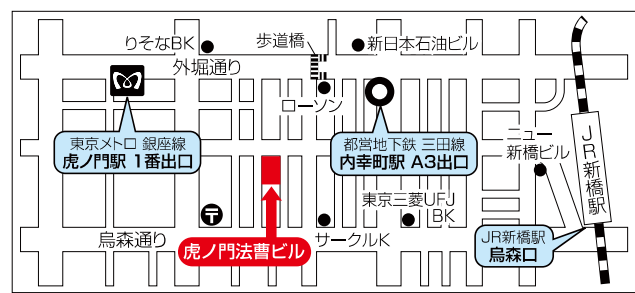 りそなBK
歩道橋
新日本石油ビル
外堀通り
ローソン
東京メトロ 銀座線
虎ノ門駅 1番出口
都営地下鉄 三田線
内幸町駅 A3出口
ニュー
新橋ビル
JR新橋駅
東京三菱UFJ
BK
〒
烏森通り
サークルK
虎ノ門法曹ビル
JR新橋駅
烏森口